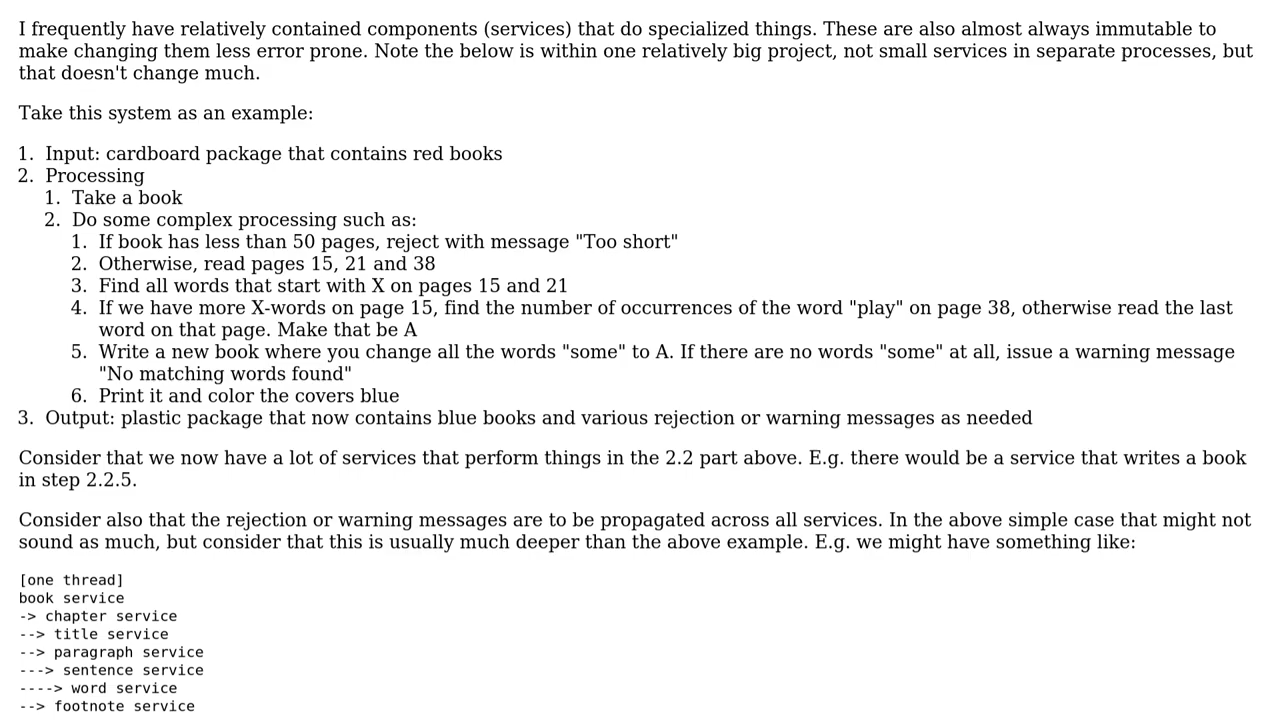 I frequently have relatively contained components (services) that do specialized things. These are also almost always immutable to
make changing them less error prone. Note the below is within one relatively big project, not small services in separate processes, but
that doesn't change much.
Take this system as an example:
1. Input: cardboard package that contains red books
2. Processing
1. Take a book
2. Do some complex processing such as:
1. If book has less than 50 pages, reject with message "Too short"
2. Otherwise, read pages 15, 21 and 38
3. Find all words that start with X on pages 15 and 21
4. If we have more X-words on page 15, find the number of occurrences of the word "play" on page 38, otherwise read the last
word on that page. Make that be A
5. Write a new book where you change all the words "some" to A. If there are no words "some" at all, issue a warning message
"No matching words found"
6. Print it and color the covers blue
3. Output: plastic package that now contains blue books and various rejection or warning messages as needed
Consider that we now have a lot of services that perform things in the 2.2 part above. E.g. there would be a service that writes a book
in step 2.2.5.
Consider also that the rejection or warning messages are to be propagated across all services. In the above simple case that might not
sound as much, but consider that this is usually much deeper than the above example. E.g. we might have something like:
[one thread]
book service
-> chapter service
--> title service
--> paragraph service
---> sentence service
----> word service
--> footnote service